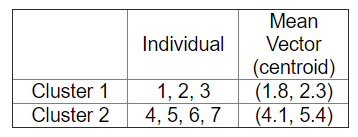 Individual
Mean
Vector
(centroid)
Cluster 1 1, 2, 3 (1.8, 2.3)
Cluster 2 4, 5, 6, 7 (4.1, 5.4)